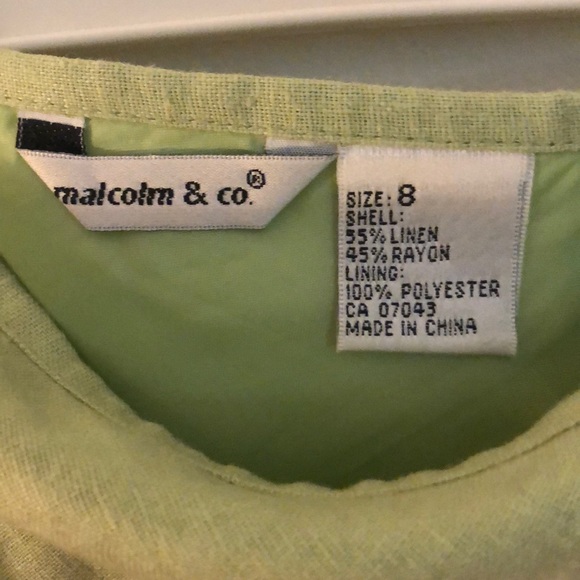 malcolm & co.®
SIZE: 8
SHELL:
55% LINEN
45% RAYON
LINING:
100% POLYESTER
CA 07043
MADE IN CHINA